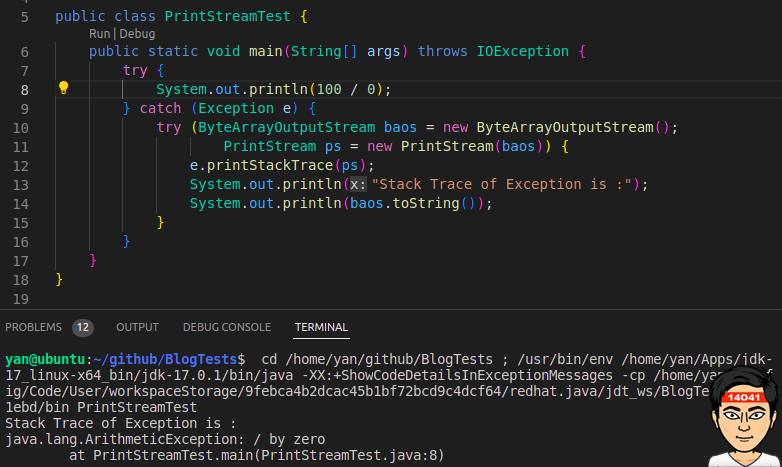 5 public class PrintStreamTest {
Run | Debug
6 public static void main(String[] args) throws IOException {
7 try {
8 System.out.println(100 / 0);
9 } catch (Exception e) {
10 try (ByteArrayOutputStream baos = new ByteArrayOutputStream();
11 PrintStream ps = new PrintStream(baos)) {
12 e.printStackTrace(ps);
13 System.out.println(x: "Stack Trace of Exception is :");
14 System.out.println(baos.toString());
15 }
16 }
17 }
18 }
19
PROBLEMS 12 OUTPUT DEBUG CONSOLE TERMINAL
yan@ubuntu:~/github/BlogTests$ cd /home/yan/github/BlogTests ; /usr/bin/env /home/yan/Apps/jdk-
17_linux-x64_bin/jdk-17.0.1/bin/java -XX:+ShowCodeDetailsInExceptionMessages -cp /home/yan
ig/Code/User/workspaceStorage/9febca4b2dcac45b1bf72bcd9c4dcf64/redhat.java/jdt_ws/BlogTe
1ebd/bin PrintStreamTest
Stack Trace of Exception is :
java.lang.ArithmeticException: / by zero
at PrintStreamTest.main(PrintStreamTest.java:8)
14041